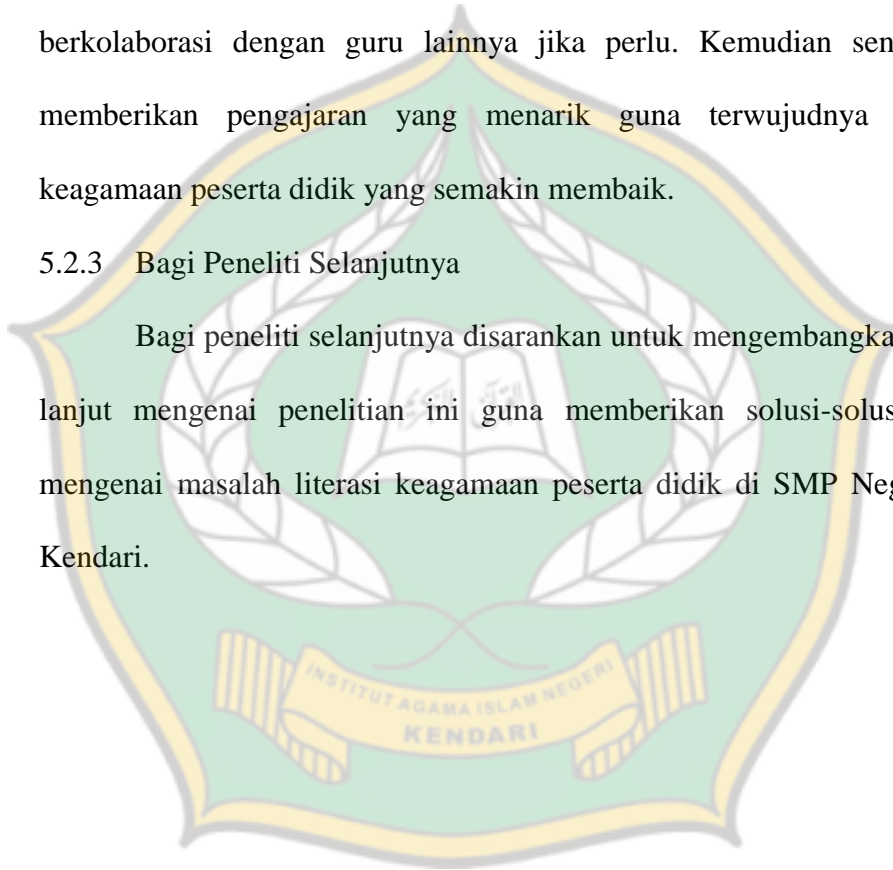 berkolaborasi dengan guru lainnya jika perlu. Kemudian sen
memberikan pengajaran yang menarik guna terwujudnya
keagamaan peserta didik yang semakin membaik.
5.2.3 Bagi Peneliti Selanjutnya
Bagi peneliti selanjutnya disarankan untuk mengembangka
lanjut mengenai penelitian ini guna memberikan solusi-solus
mengenai masalah literasi keagamaan peserta didik di SMP Neg
Kendari.
INSTITUT AGAMA ISLAM NEGERI
KENDARI